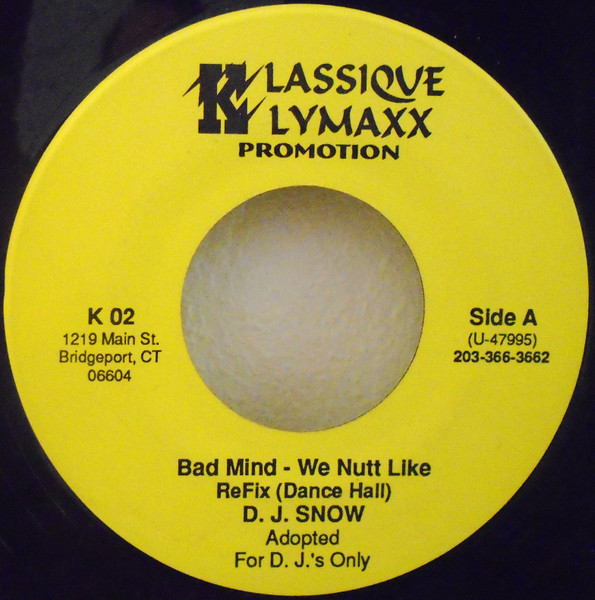 KLASSIQUE
KLYMAXX
PROMOTION
K 02
1219 Main St.
Bridgeport, CT
06604
Side A
(U-47995)
203-366-3662
Bad Mind - We Nutt Like
ReFix (Dance Hall)
D. J. SNOW
Adopted
For D. J.'s Only